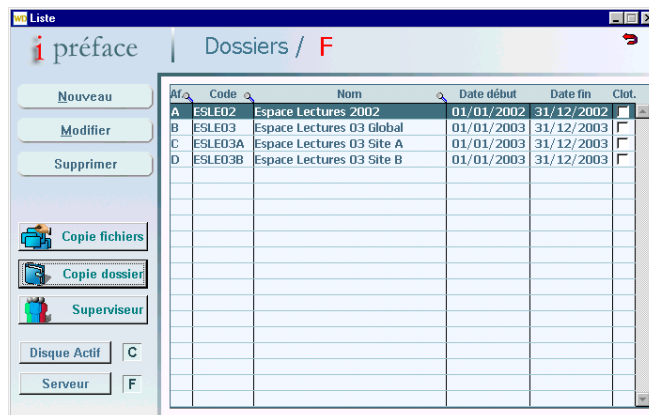 WD Liste
i préface
Dossiers / F
Nouveau
Modifier
Supprimer
Copie fichiers
Copie dossier
Superviseur
Disque Actif C
Serveur F
Af. Code Nom Date début Date fin Clot.
A ESLE02 Espace Lectures 2002 01/01/2002 31/12/2002
B ESLE03 Espace Lectures 03 Global 01/01/2003 31/12/2003
C ESLE03A Espace Lectures 03 Site A 01/01/2003 31/12/2003
D ESLE03B Espace Lectures 03 Site B 01/01/2003 31/12/2003